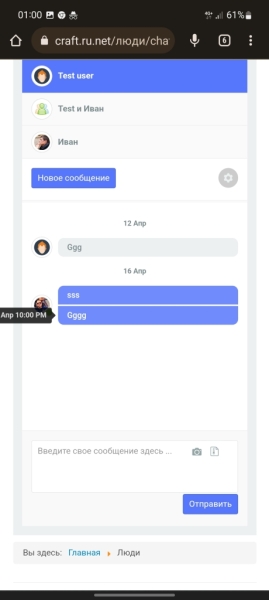 01:00
4G+ 61%
craft.ru.net/люди/cha
6
Test user
Test и Иван
Иван
Новое сообщение
12 Апр
Ggg
16 Апр
sss
Апр 10:00 PM
Gggg
Введите свое сообщение здесь ...
Отправить
Вы здесь: Главная Люди